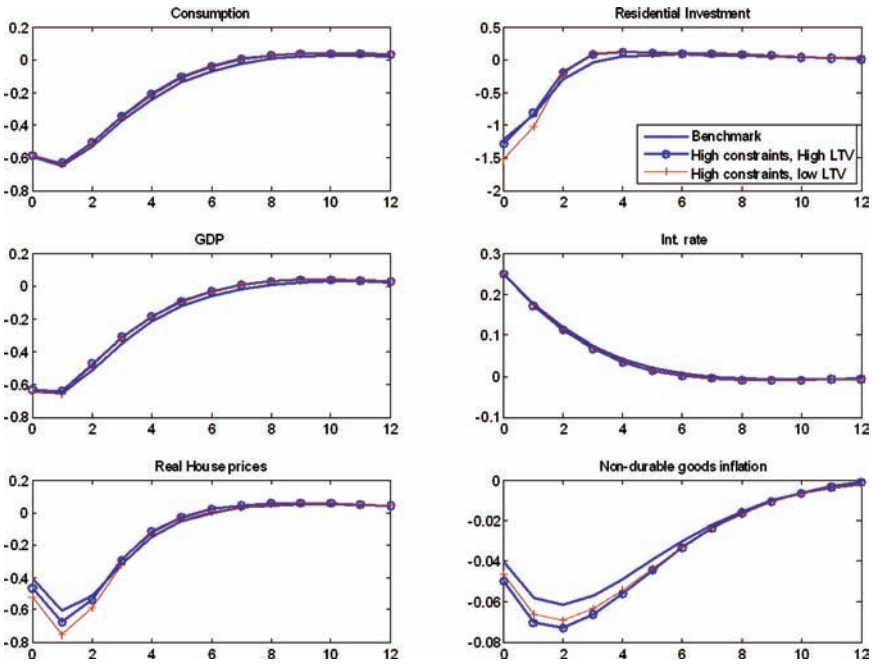 Consumption
0.2
0
-0.2
-0.4
-0.6
-0.8
0 2 4 6 8 10 12
Residential Investment
1
0.5
0
-0.5
-1
-1.5
-2
0 2 4 6 8 10 12
Benchmark
High constraints, High LTV
High constraints, low LTV
GDP
0.2
0
-0.2
-0.4
-0.6
-0.8
0 2 4 6 8 10 12
Int. rate
0.3
0.2
0.1
0
-0.1
0 2 4 6 8 10 12
Real House prices
0.2
0
-0.2
-0.4
-0.6
-0.8
0 2 4 6 8 10 12
Non-durable goods inflation
0
-0.02
-0.04
-0.06
-0.08
0 2 4 6 8 10 12